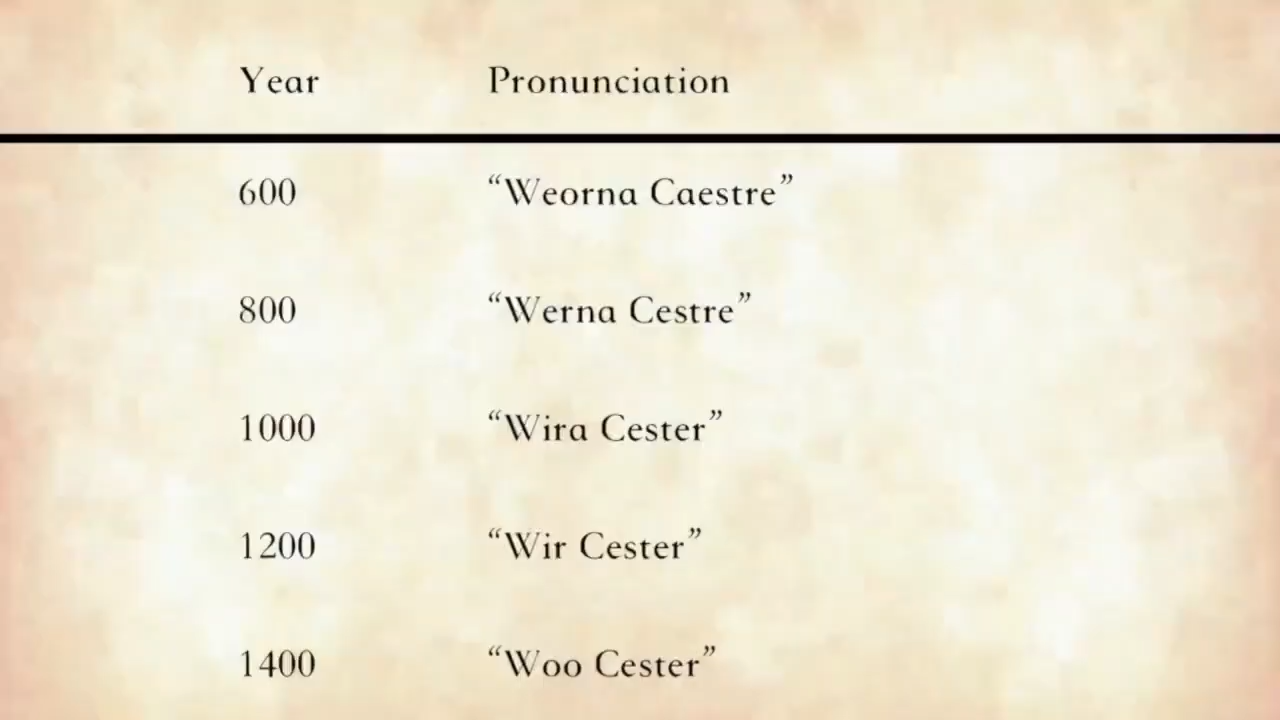 Year Pronunciation
600 “Weorna Caestre”
800 “Werna Cestre”
1000 “Wira Cester”
1200 “Wir Cester”
1400 “Woo Cester”